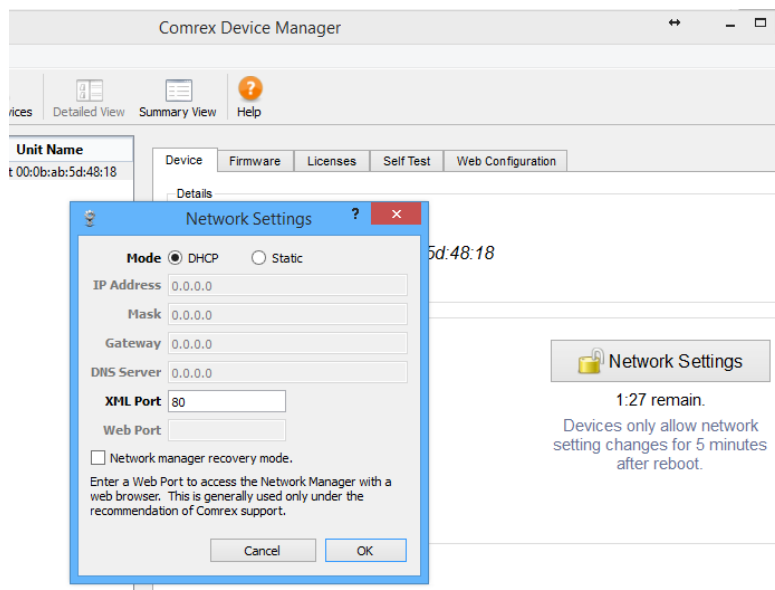 Comrex Device Manager
Detailed View
Summary View
Help
Unit Name
t 00:0b:ab:5d:48:18
Device
Firmware
Licenses
Self Test
Web Configuration
Details
5d:48:18
Network Settings
?
Mode
DHCP
Static
IP Address 0.0.0.0
Mask 0.0.0.0
Gateway 0.0.0.0
DNS Server 0.0.0.0
XML Port 80
Web Port
Network manager recovery mode.
Enter a Web Port to access the Network Manager with a
web browser. This is generally used only under the
recommendation of Comrex support.
Cancel
OK
Network Settings
1:27 remain.
Devices only allow network
setting changes for 5 minutes
after reboot.